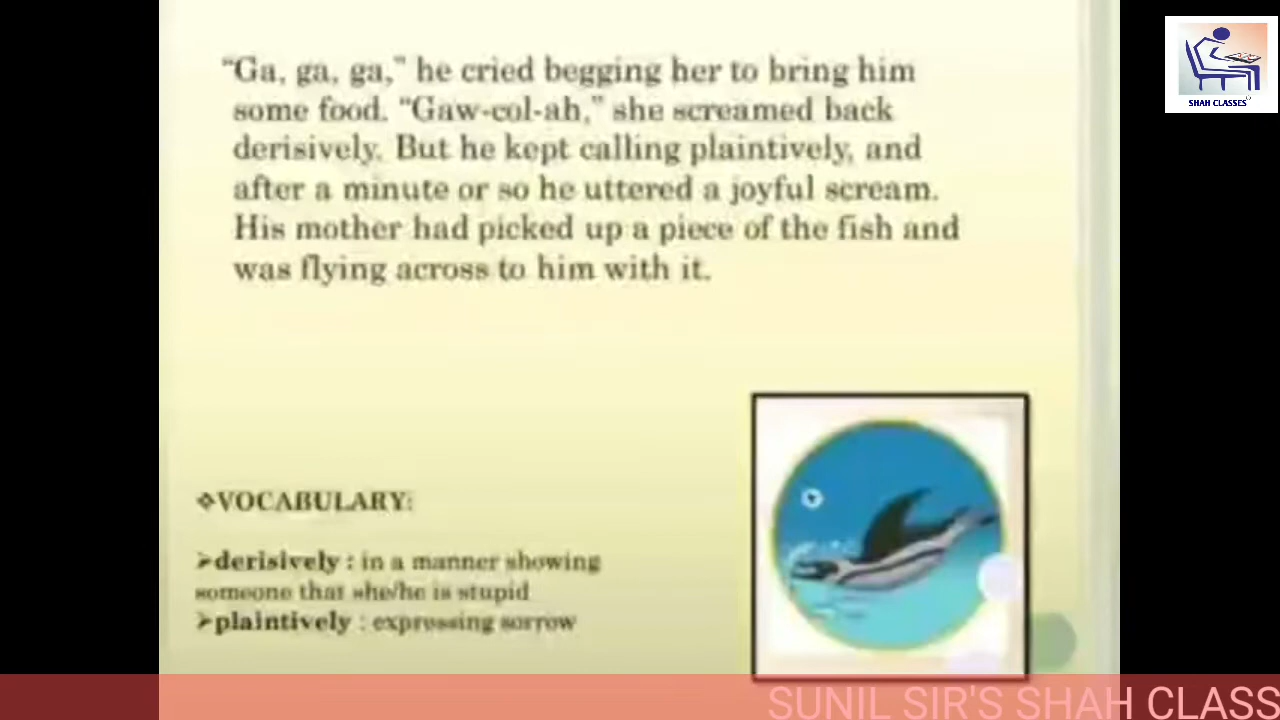 “Ga, ga, ga,” he cried begging her to bring him
some food. “Gaw-col-ah,” she screamed back
derisively. But he kept calling plaintively, and
after a minute or so he uttered a joyful scream.
His mother had picked up a piece of the fish and
was flying across to him with it.
❖VOCABULARY:
➢derisively : in a manner showing
someone that she/he is stupid
➢plaintively : expressing sorrow
SHAH CLASSES
SUNIL SIR'S SHAH CLASS